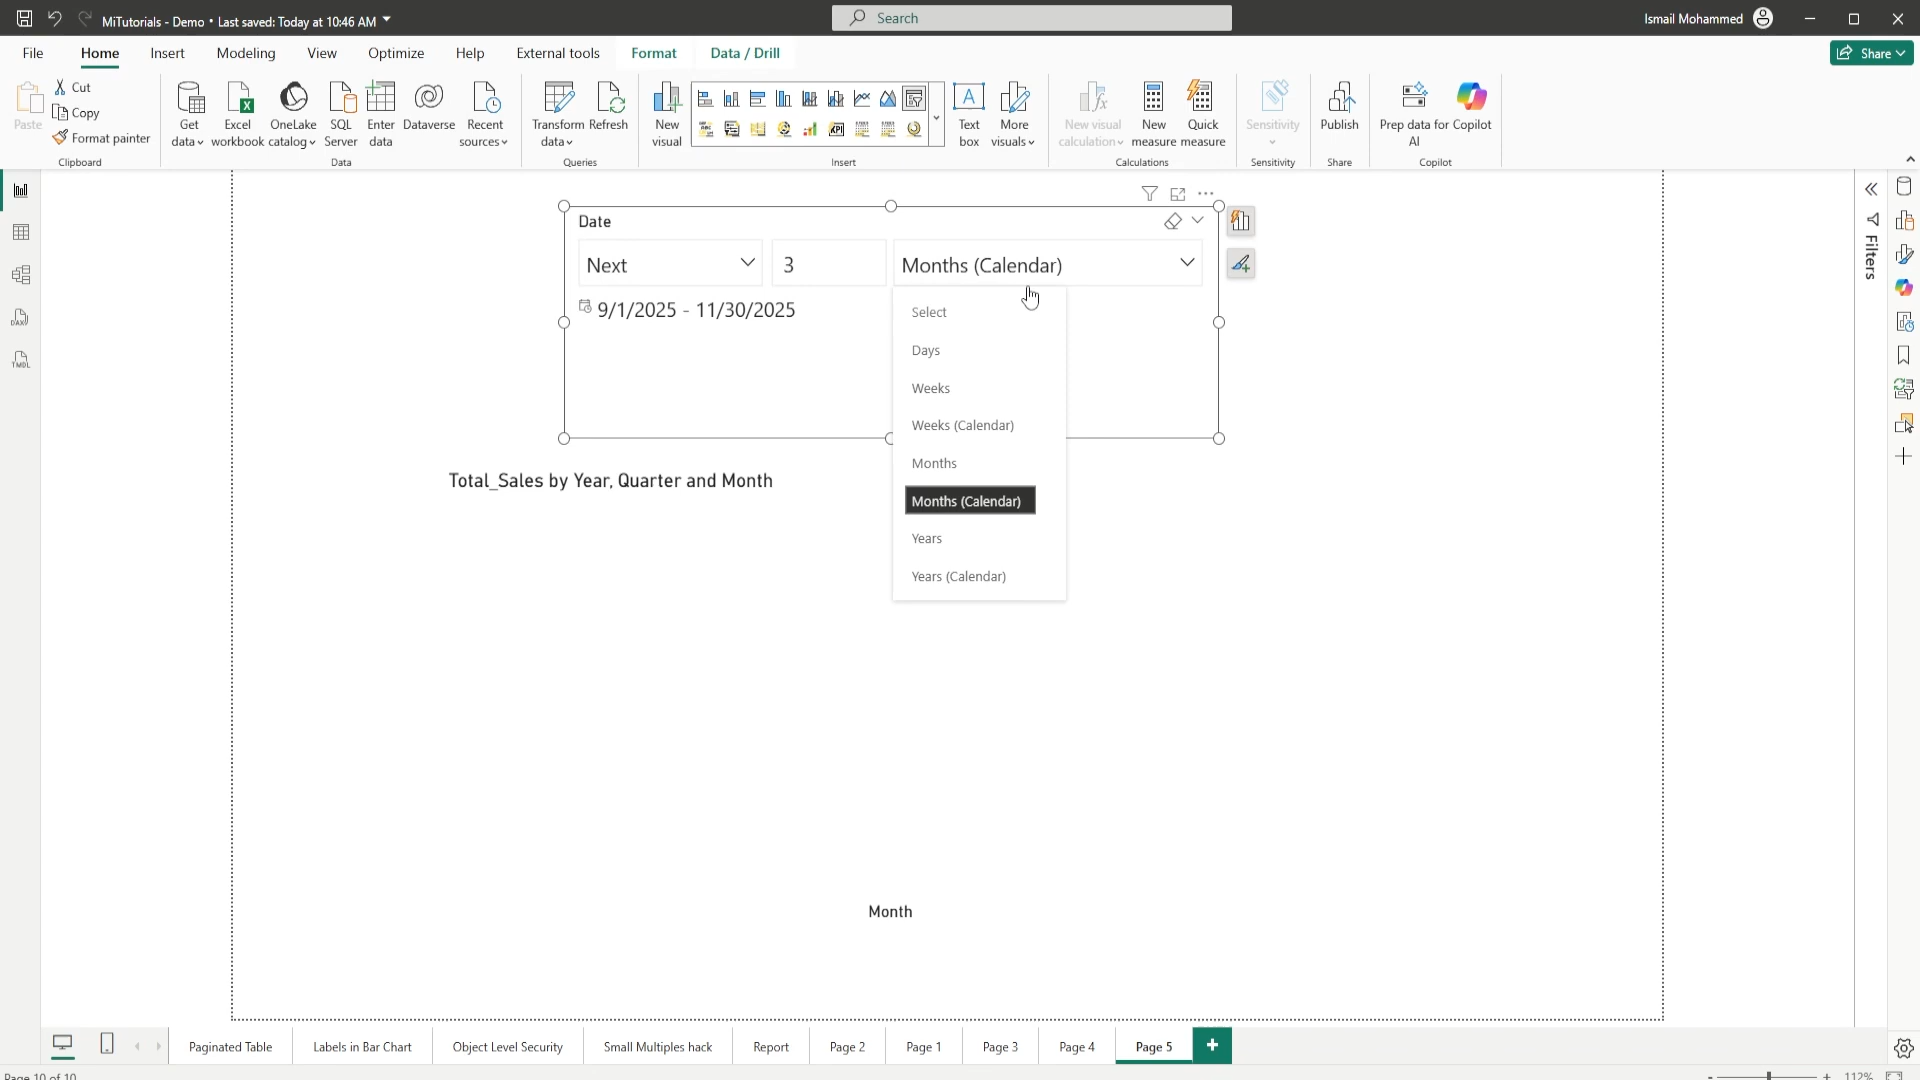 MiTutorials - Demo • Last saved: Today at 10:46 AM
Search
Ismail Mohammed
File
Home
Insert
Modeling
View
Optimize
Help
External tools
Format
Data / Drill
Share
Paste
Cut
Copy
Format painter
Clipboard
Get
data
Excel
workbook
OneLake
catalog
SQL
Server
Enter
data
Dataverse
Recent
sources
Data
Transform
data
Refresh
Queries
New
visual
Text
box
More
visuals
Insert
New visual
calculation
New
measure
Quick
measure
Calculations
Sensitivity
Sensitivity
Publish
Share
Prep data for
AI
Copilot
Copilot
DAX
TMDL
KPI
Date
Next
3
Months (Calendar)
9/1/2025 - 11/30/2025
Select
Days
Weeks
Weeks (Calendar)
Months
Months (Calendar)
Years
Years (Calendar)
Total_Sales by Year, Quarter and Month
Month
Filters
Paginated Table
Labels in Bar Chart
Object Level Security
Small Multiples hack
Report
Page 2
Page 1
Page 3
Page 4
Page 5
Page 10 of 10
- + 112%